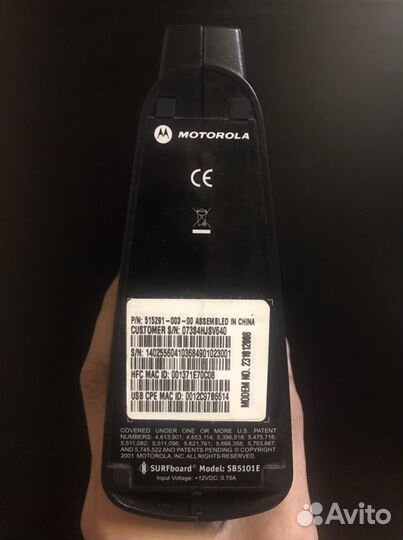 MOTOROLA
CE
P/N: 515291-003-00 ASSEMBLED IN CHINA
CUSTOMER S/N: 073S4HJSV640
S/N: 140255604103684901023001
HFC MAC ID: 001371E70C08
USB CPE MAC ID: 0012C9786614
MODEM NO. 231012008
COVERED UNDER ONE OR MORE U.S. PATENT
NUMBERS: 4,613,901; 4,653,114; 5,396,518; 5,475,716;
5,511,082; 5,511,096; 5,621,761; 5,666,358; 5,703,887;
AND 5,745,522 AND PATENTS PENDING. © COPYRIGHT
2001 MOTOROLA, INC. ALL RIGHTS RESERVED.
SURFboard® Model: SB5101E
Input Voltage: +12VDC; 0.75A
Avito